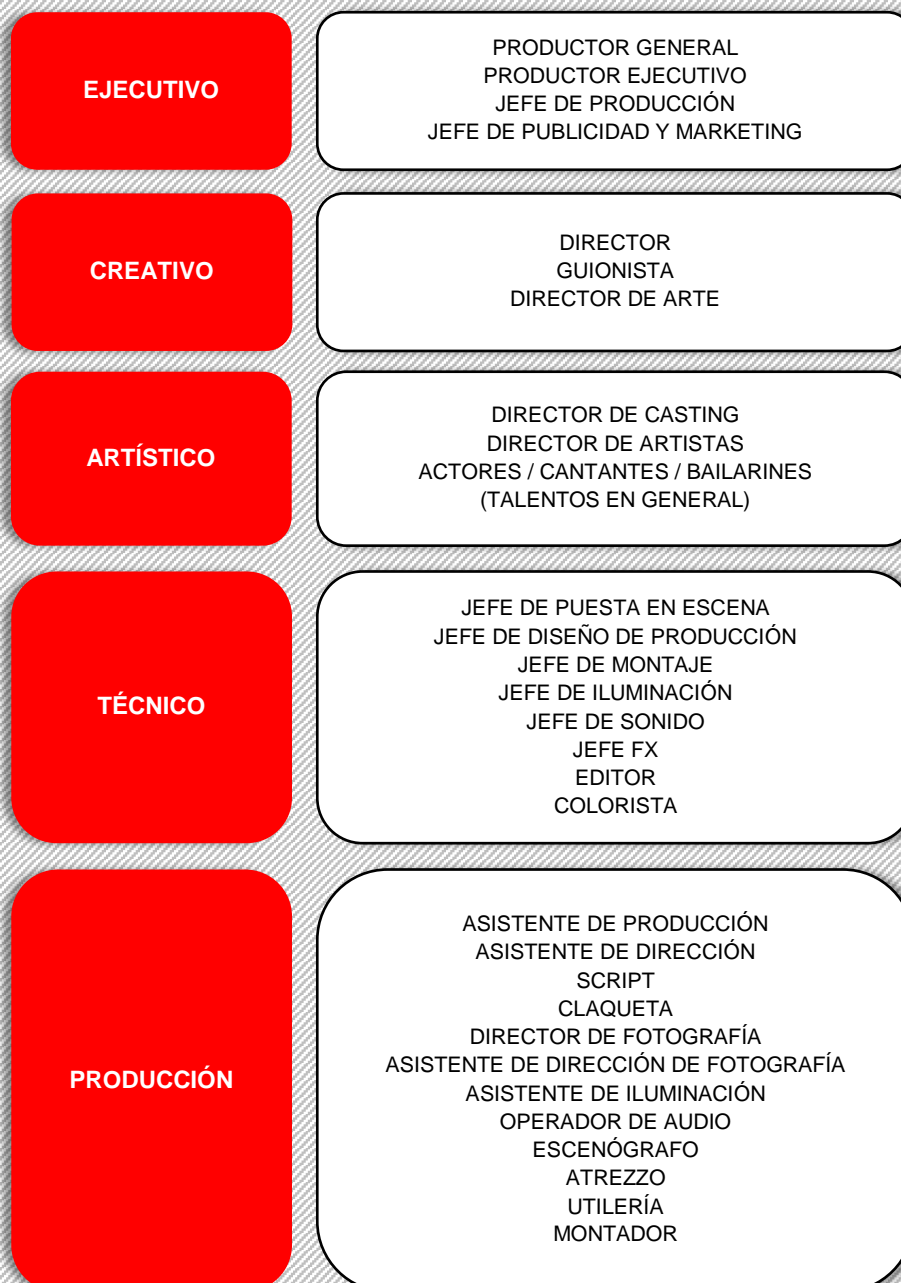 EJECUTIVO
PRODUCTOR GENERAL
PRODUCTOR EJECUTIVO
JEFE DE PRODUCCIÓN
JEFE DE PUBLICIDAD Y MARKETING
CREATIVO
DIRECTOR
GUIONISTA
DIRECTOR DE ARTE
ARTÍSTICO
DIRECTOR DE CASTING
DIRECTOR DE ARTISTAS
ACTORES / CANTANTES / BAILARINES
(TALENTOS EN GENERAL)
TÉCNICO
JEFE DE PUESTA EN ESCENA
JEFE DE DISEÑO DE PRODUCCIÓN
JEFE DE MONTAJE
JEFE DE ILUMINACIÓN
JEFE DE SONIDO
JEFE FX
EDITOR
COLORISTA
PRODUCCIÓN
ASISTENTE DE PRODUCCIÓN
ASISTENTE DE DIRECCIÓN
SCRIPT
CLAQUETA
DIRECTOR DE FOTOGRAFÍA
ASISTENTE DE DIRECCIÓN DE FOTOGRAFÍA
ASISTENTE DE ILUMINACIÓN
OPERADOR DE AUDIO
ESCENÓGRAFO
ATREZZO
UTILERÍA
MONTADOR